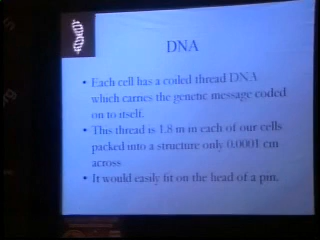 DNA
• Each cell has a coiled thread DNA
which carries the genetic message coded
on to itself.
• This thread is 1.8 m in each of our cells
packed into a structure only 0.0001 cm
across
• It would easily fit on the head of a pin.